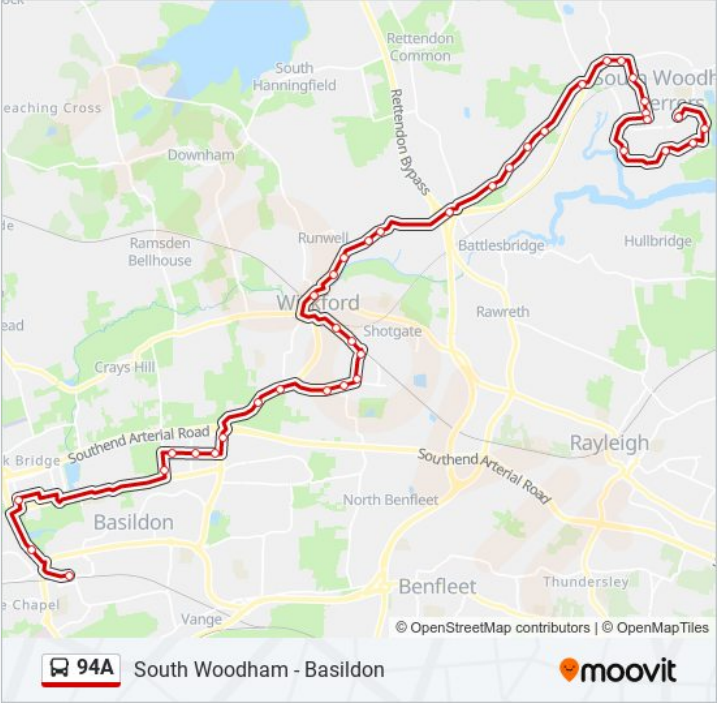 ock
Rettendon
Common
South
Hanningfield
South Woodh
errers
eaching Cross
Rettendon Bypass
Downham
de
Runwell
Ramsden
Bellhouse
Battlesbridge
Hullbridge
Wickford
Rawreth
ead
Shotgate
Crays Hill
Southend Arterial Road
Rayleigh
k Bridge
Southend Arterial Road
North Benfleet
Basildon
Benfleet
Thundersley
e Chapel
Vange
© OpenStreetMap contributors | © OpenMapTiles
94A South Woodham - Basildon
moovit